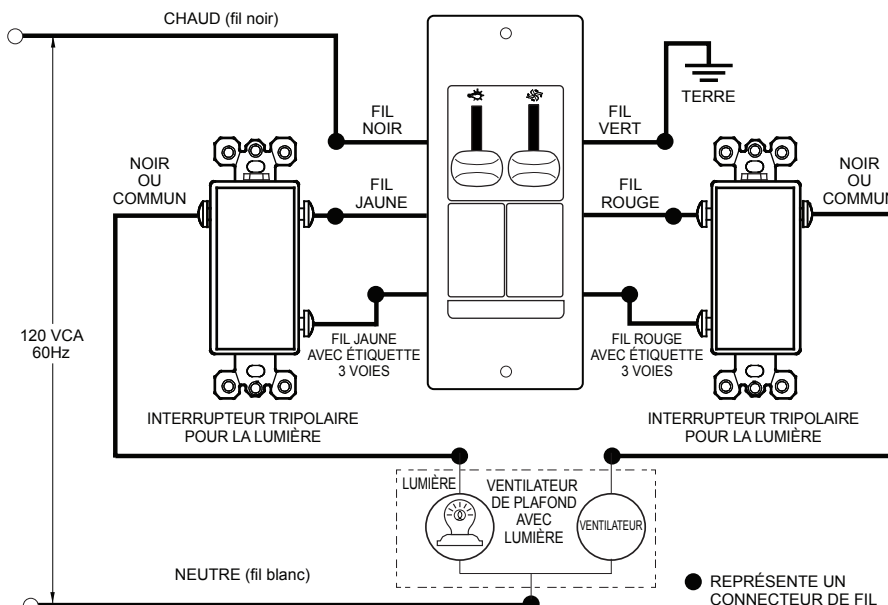 CHAUD (fil noir)
TERRE
FIL
NOIR
FIL
VERT
NOIR
OU
COMMUN
FIL
JAUNE
FIL
ROUGE
NOIR
OU
COMMUN
120 VCA
60Hz
FIL JAUNE
AVEC ÉTIQUETTE
3 VOIES
FIL ROUGE
AVEC ÉTIQUETTE
3 VOIES
INTERRUPTEUR TRIPOLAIRE
POUR LA LUMIÈRE
INTERRUPTEUR TRIPOLAIRE
POUR LA LUMIÈRE
LUMIÈRE
VENTILATEUR
DE PLAFOND
AVEC
LUMIÈRE
VENTILATEUR
NEUTRE (fil blanc)
REPRÉSENTE UN
CONNECTEUR DE FIL